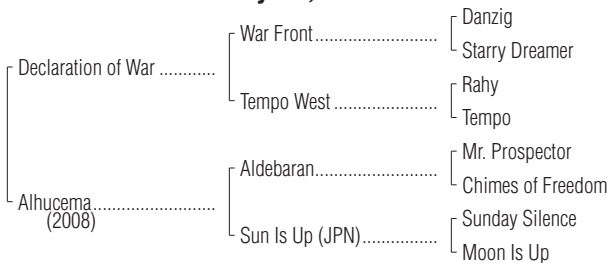 Danzig
War Front
Starry Dreamer
Declaration of War
Rahy
Tempo West
Tempo
Mr. Prospector
Aldebaran
Chimes of Freedom
Alhucema
(2008)
Sunday Silence
Sun Is Up (JPN)
Moon Is Up